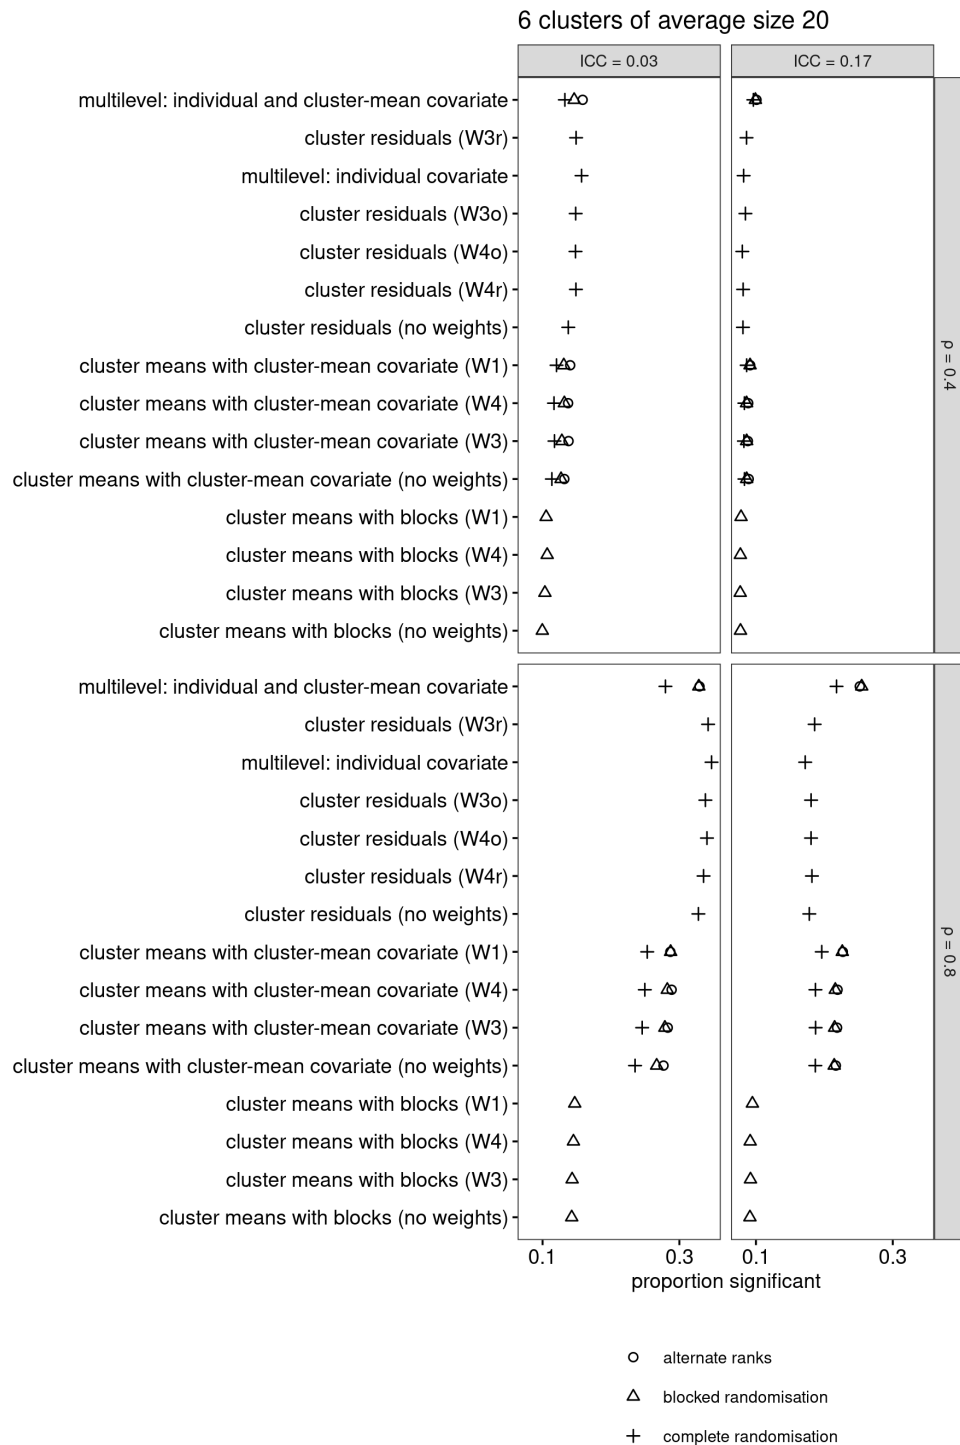 6 clusters of average size 20
ICC = 0.03
ICC = 0.17
multilevel: individual and cluster-mean covariate
cluster residuals (W3r)
multilevel: individual covariate
cluster residuals (W3o)
cluster residuals (W4o)
cluster residuals (W4r)
cluster residuals (no weights)
cluster means with cluster-mean covariate (W1)
cluster means with cluster-mean covariate (W4)
cluster means with cluster-mean covariate (W3)
cluster means with cluster-mean covariate (no weights)
cluster means with blocks (W1)
cluster means with blocks (W4)
cluster means with blocks (W3)
cluster means with blocks (no weights)
ρ = 0.4
multilevel: individual and cluster-mean covariate
cluster residuals (W3r)
multilevel: individual covariate
cluster residuals (W3o)
cluster residuals (W4o)
cluster residuals (W4r)
cluster residuals (no weights)
cluster means with cluster-mean covariate (W1)
cluster means with cluster-mean covariate (W4)
cluster means with cluster-mean covariate (W3)
cluster means with cluster-mean covariate (no weights)
cluster means with blocks (W1)
cluster means with blocks (W4)
cluster means with blocks (W3)
cluster means with blocks (no weights)
ρ = 0.8
0.1 0.3 0.1 0.3
proportion significant
alternate ranks
blocked randomisation
complete randomisation